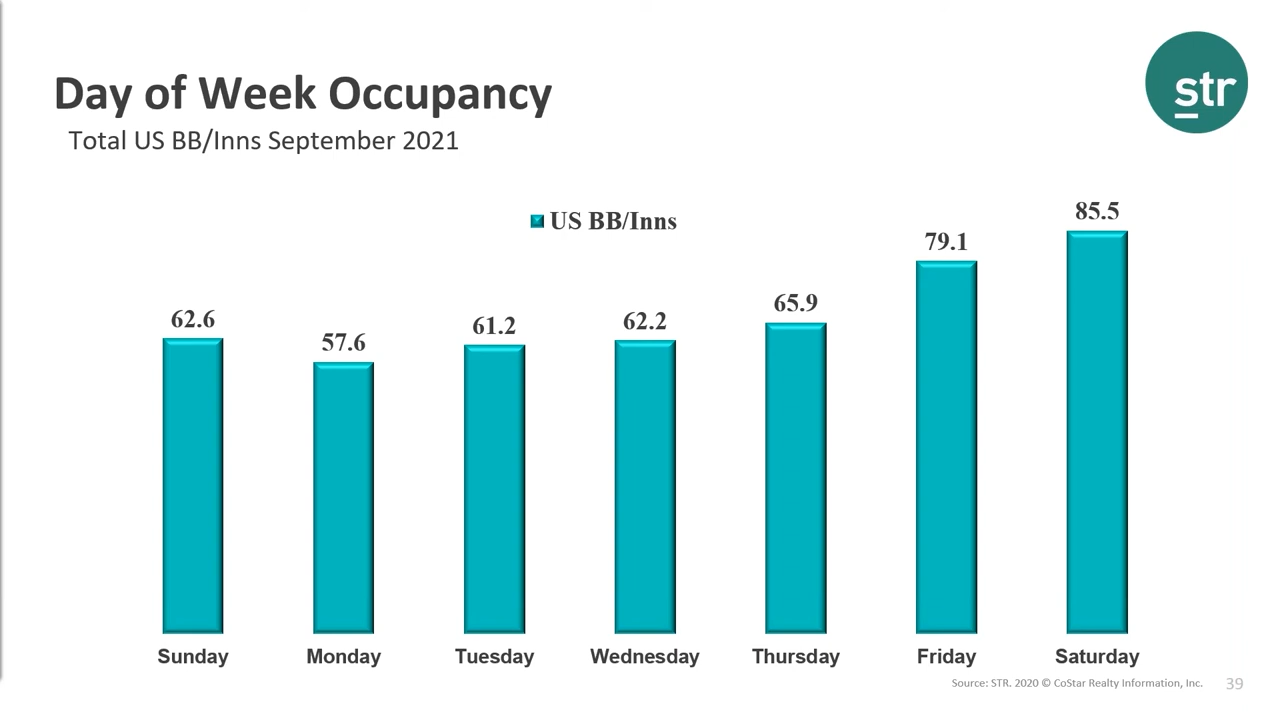 str
Day of Week Occupancy
Total US BB/Inns September 2021
US BB/Inns
62.6
57.6
61.2
62.2
65.9
79.1
85.5
Sunday
Monday
Tuesday
Wednesday
Thursday
Friday
Saturday
Source: STR. 2020 © CoStar Realty Information, Inc.
39